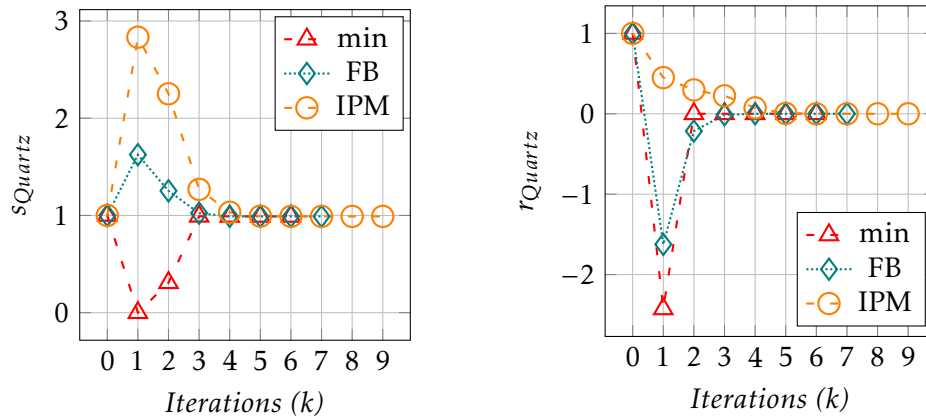 3
2
1
0
s_Quartz
min
FB
IPM
0 1 2 3 4 5 6 7 8 9
Iterations (k)
1
0
−1
−2
r_Quartz
min
FB
IPM
0 1 2 3 4 5 6 7 8 9
Iterations (k)